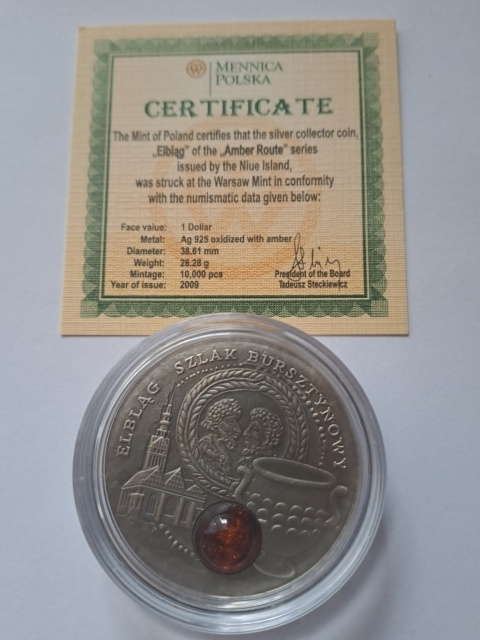 MENNICA
POLSKA
CERTIFICATE
The Mint of Poland certifies that the silver collector coin,
„Elbląg" of the „Amber Route" series
issued by the Niue Island,
was struck at the Warsaw Mint in conformity
with the numismatic data given below:
Face value: 1 Dollar
Metal: Ag 925 oxidized with amber
Diameter: 38.61 mm
Weight: 28.28 g
Mintage: 10,000 pcs
Year of issue: 2009
President of the Board
Tadeusz Steckiewicz
ELBLĄG SZLAK BURSZTYNOWY